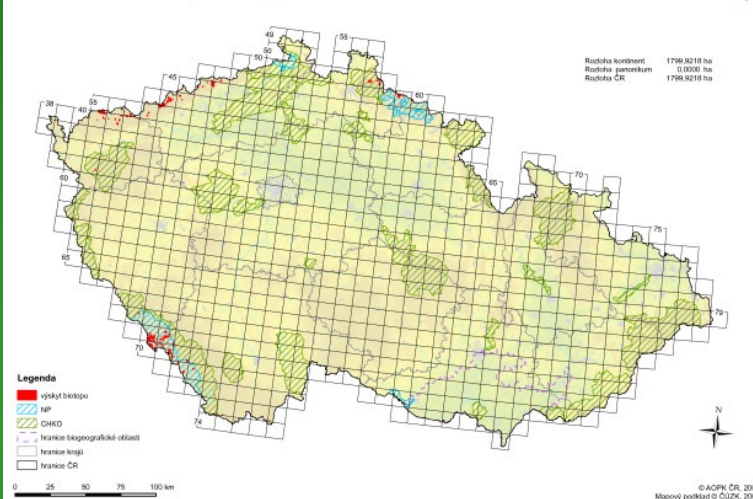 49
55
50
50
45
60
55
40
38
60
65
70
75
65
79
70
74
Rozloha kontinent 1799,9218 ha
Rozloha panonikum 0,0000 ha
Rozloha ČR 1799,9218 ha
Legenda
výskyt biotopu
NP
CHKO
hranice biogeografické oblasti
hranice krajů
hranice ČR
0 25 50 75 100 km
N
© AOPK ČR,
Mapový podklad © ČÚZK,